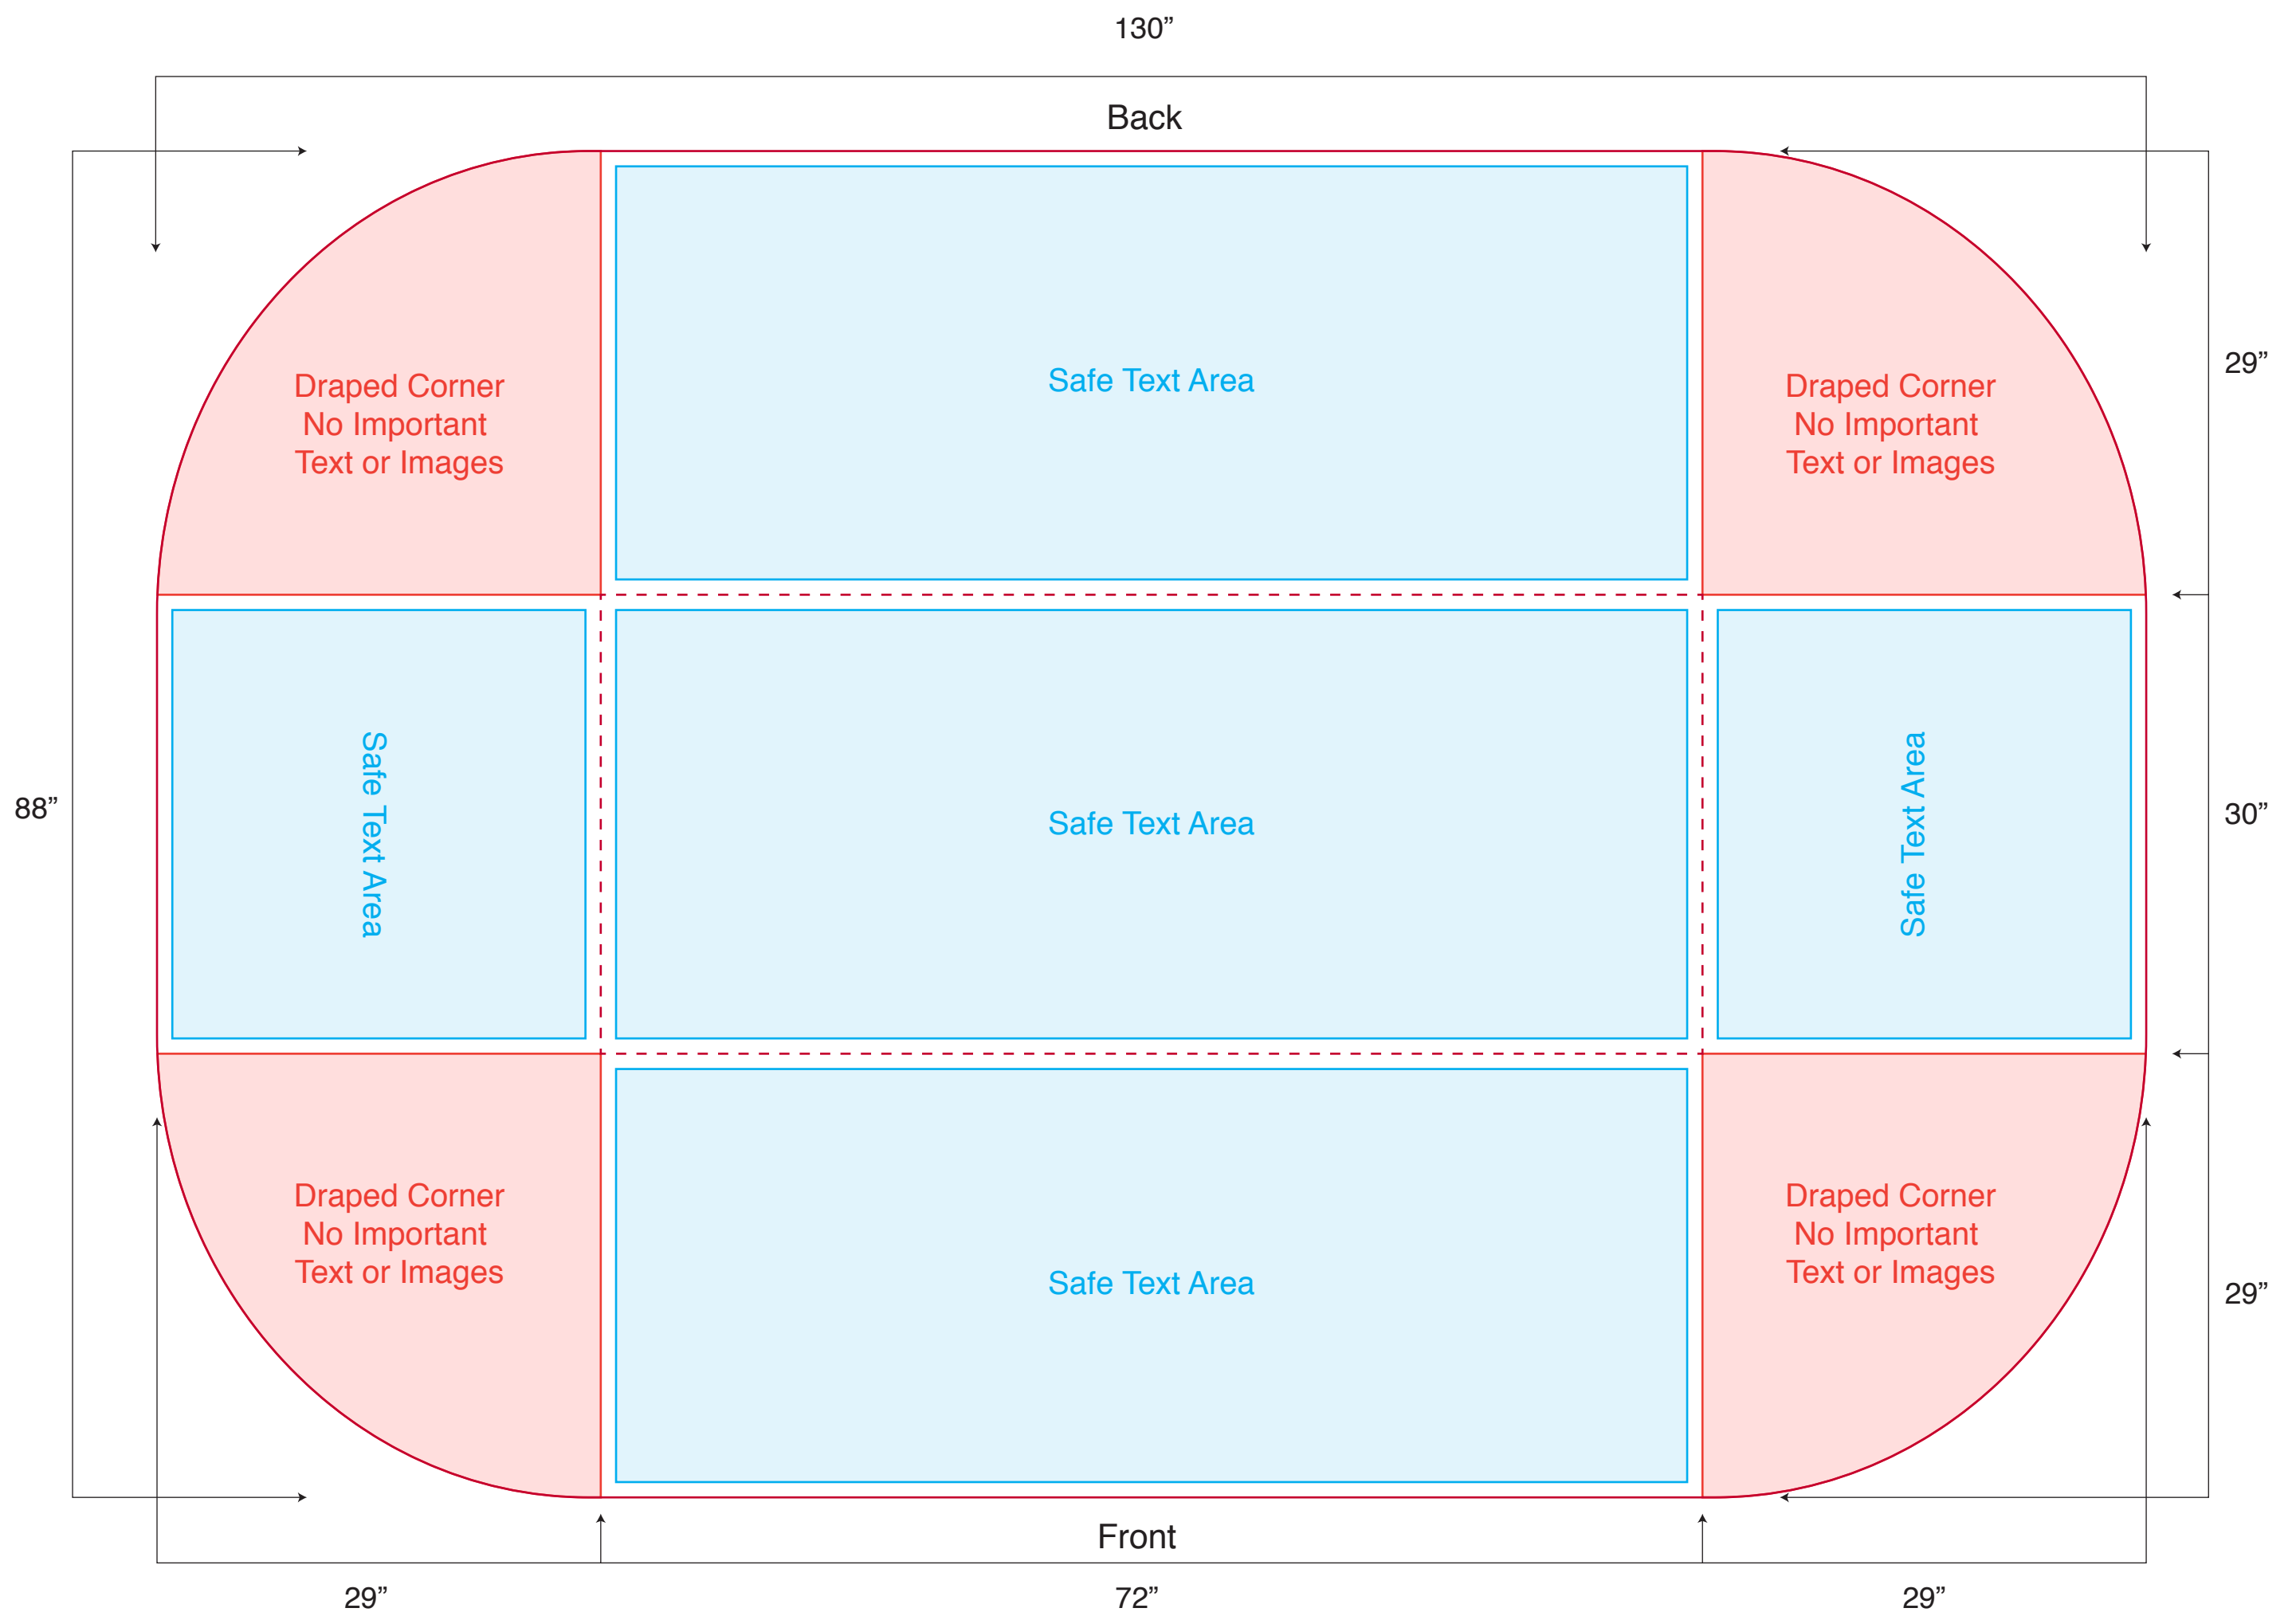 130”
Back
29”
Draped Corner
No Important
Text or Images
Safe Text Area
Draped Corner
No Important
Text or Images
88”
Safe Text Area
Safe Text Area
Safe Text Area
30”
Draped Corner
No Important
Text or Images
Safe Text Area
Draped Corner
No Important
Text or Images
29”
Front
29”
72”
29”